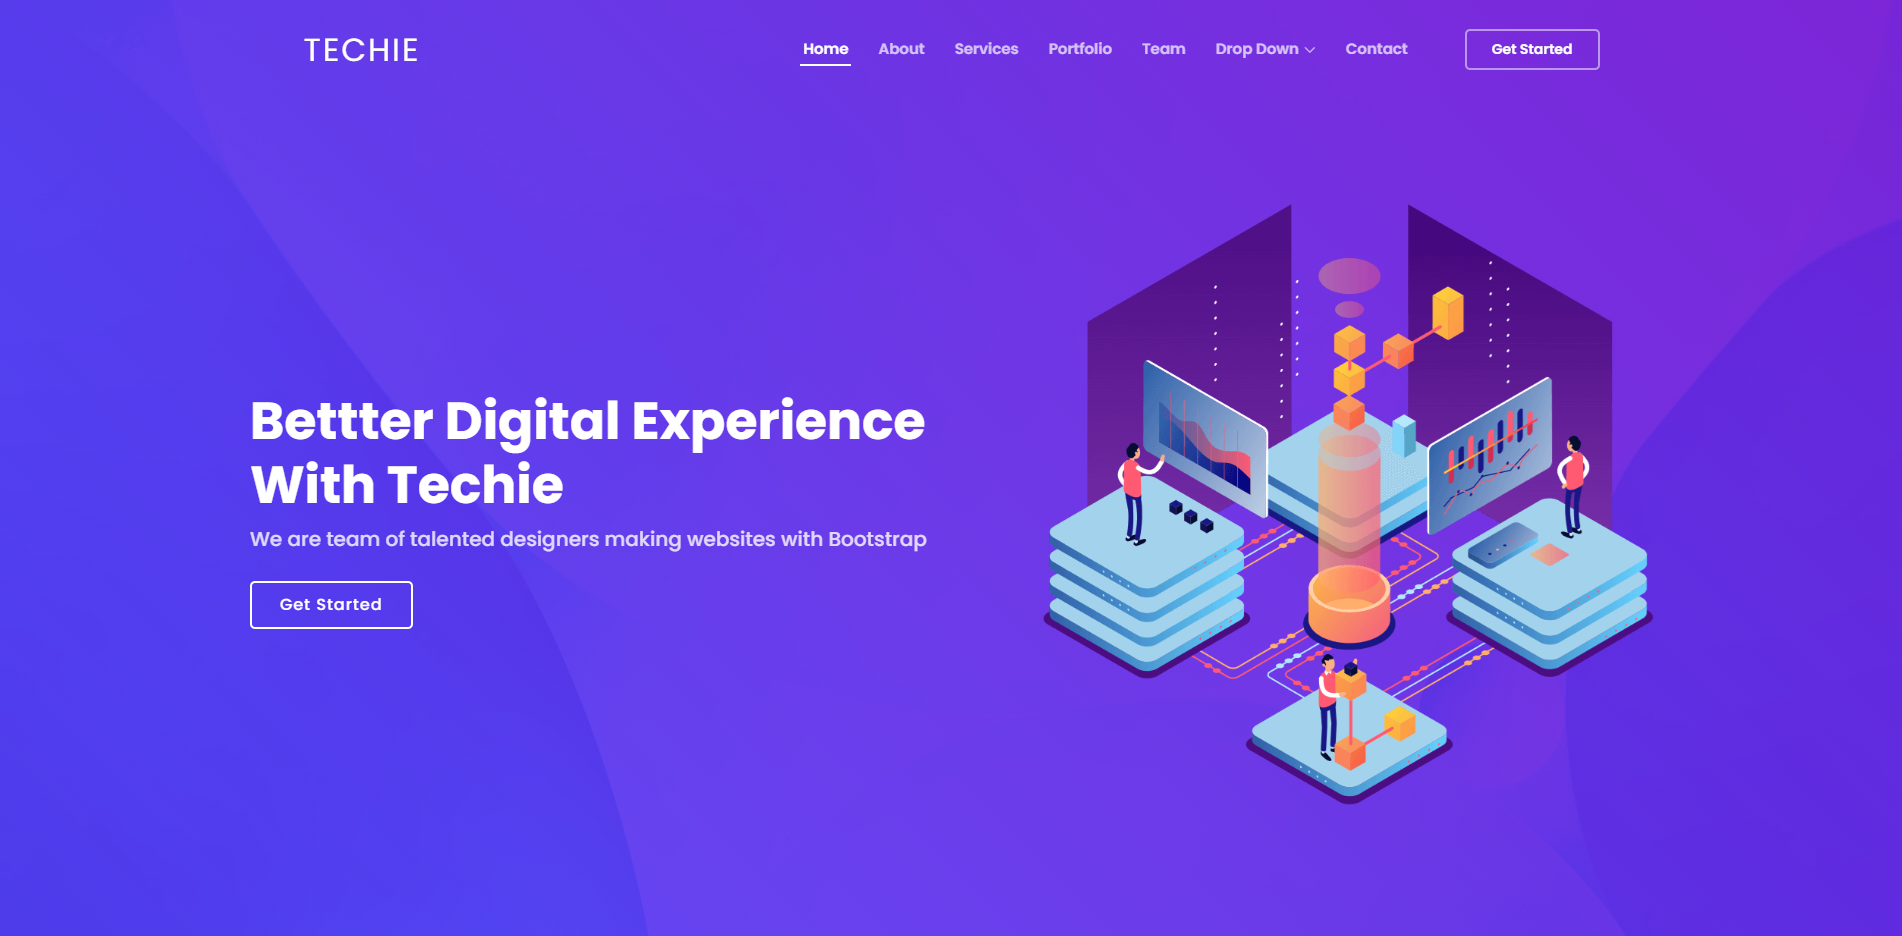 TECHIE
Home About Services Portfolio Team Drop Down Contact Get Started
Bettter Digital Experience
With Techie
We are team of talented designers making websites with Bootstrap
Get Started